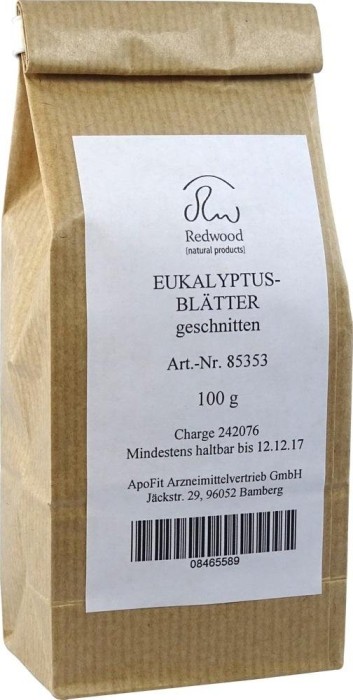 Redwood
[natural products]
EUKALYPTUS-
BLÄTTER
geschnitten
Art.-Nr. 85353
100 g
Charge 242076
Mindestens haltbar bis 12.12.17
ApoFit Arzneimittelvertrieb GmbH
Jäckstr. 29, 96052 Bamberg
08465589